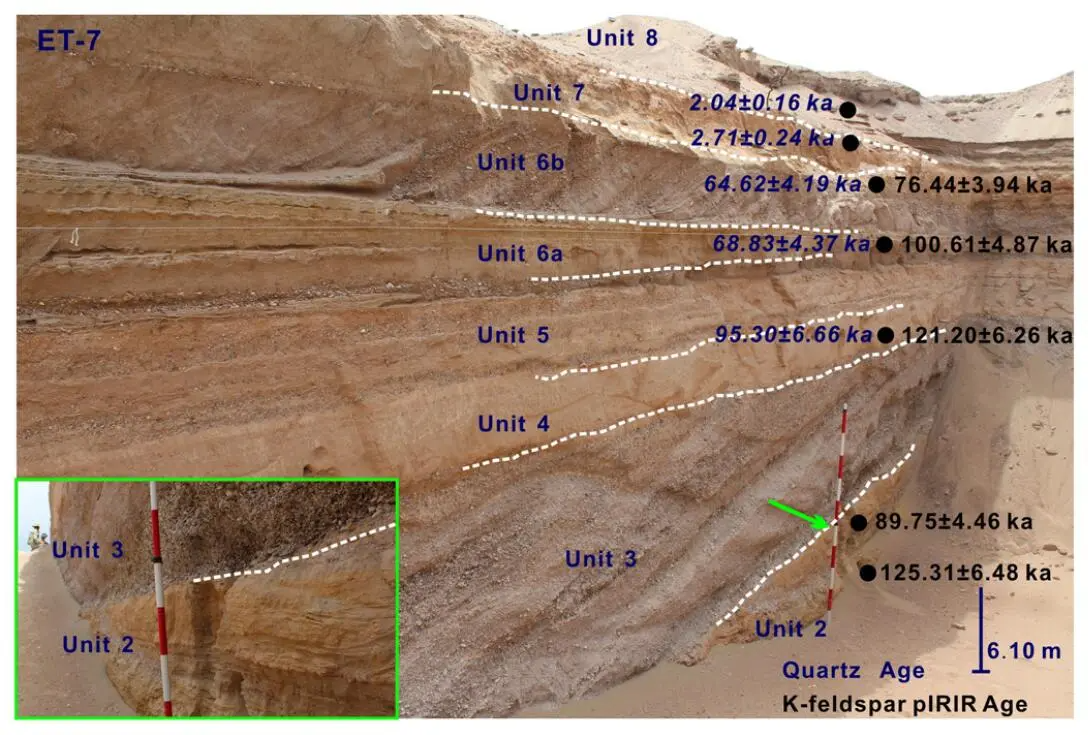 ET-7
Unit 8
Unit 7
2.04±0.16 ka
2.71±0.24 ka
Unit 6b
64.62±4.19 ka 76.44±3.94 ka
68.83±4.37 ka 100.61±4.87 ka
Unit 6a
Unit 5
95.30±6.66 ka 121.20±6.26 ka
Unit 4
89.75±4.46 ka
Unit 3
Unit 3
125.31±6.48 ka
Unit 2
Unit 2
6.10 m
Quartz Age
K-feldspar pIRIR Age